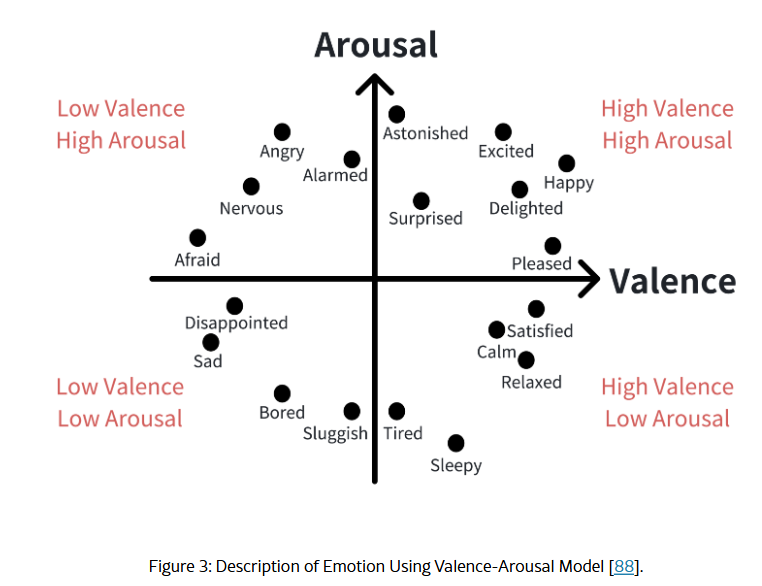 Arousal
Low Valence
High Arousal
High Valence
High Arousal
Astonished
Angry
Excited
Alarmed
Happy
Nervous
Surprised
Delighted
Afraid
Pleased
Valence
Disappointed
Satisfied
Sad
Calm
Relaxed
Low Valence
Low Arousal
High Valence
Low Arousal
Bored
Sluggish
Tired
Sleepy
Figure 3: Description of Emotion Using Valence-Arousal Model [88].